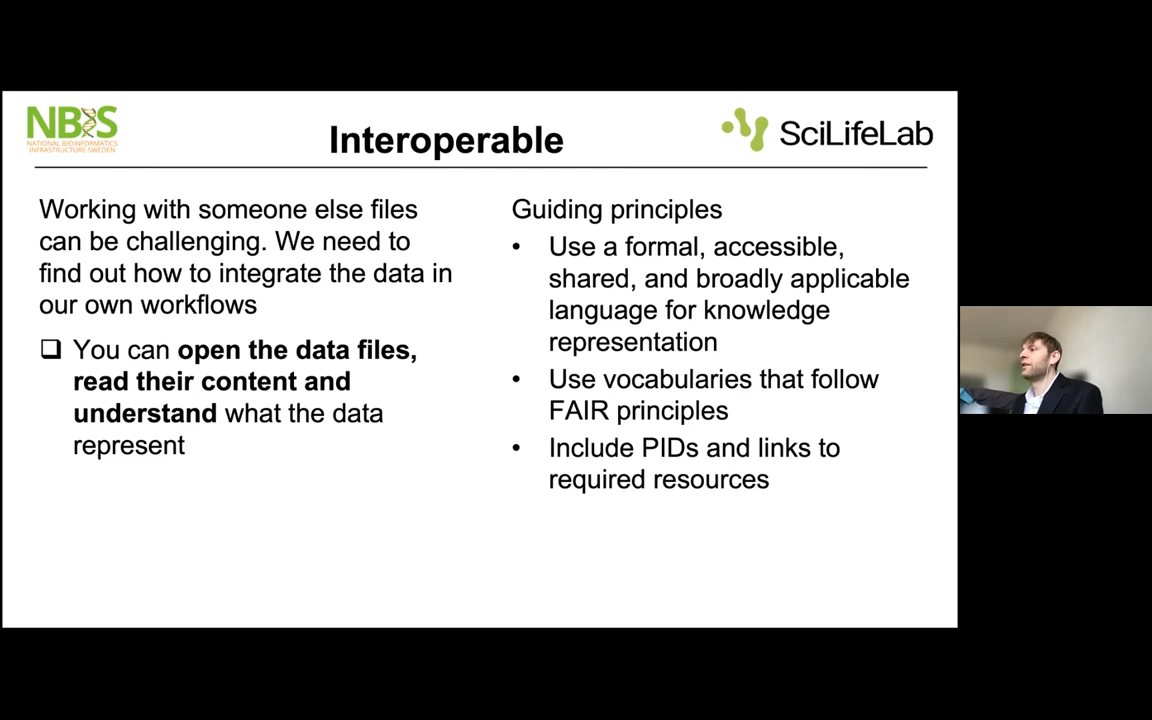 NBIS
NATIONAL BIOINFORMATICS
INFRASTRUCTURE SWEDEN
Interoperable
SciLifeLab
Working with someone else files
can be challenging. We need to
find out how to integrate the data in
our own workflows
❑ You can open the data files,
read their content and
understand what the data
represent
Guiding principles
• Use a formal, accessible,
shared, and broadly applicable
language for knowledge
representation
• Use vocabularies that follow
FAIR principles
• Include PIDs and links to
required resources